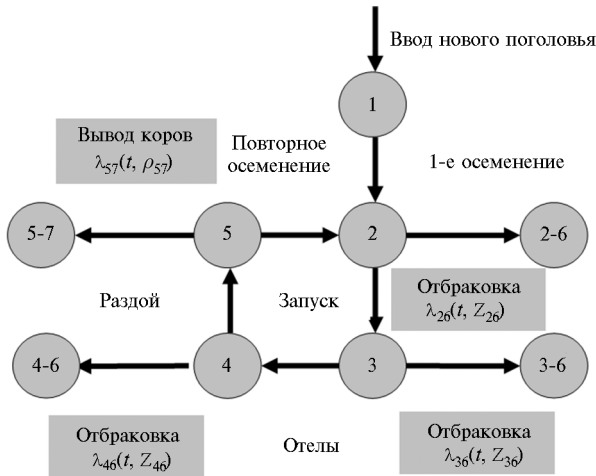 Ввод нового поголовья
1
Вывод коров
λ57(t, ρ57)
Повторное
осеменение
1-е осеменение
5-7
5
2
2-6
Раздой
Запуск
Отбраковка
λ26(t, Z26)
4-6
4
3
3-6
Отбраковка
λ46(t, Z46)
Отелы
Отбраковка
λ36(t, Z36)